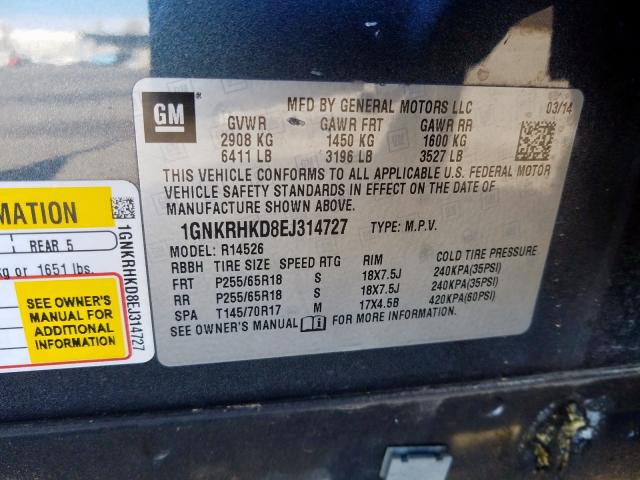 GM
MFD BY GENERAL MOTORS LLC 03/14
GVWR GAWR FRT GAWR RR
2908 KG 1450 KG 1600 KG
6411 LB 3196 LB 3527 LB
THIS VEHICLE CONFORMS TO ALL APPLICABLE U.S. FEDERAL MOTOR
VEHICLE SAFETY STANDARDS IN EFFECT ON THE DATE OF
MANUFACTURE SHOWN ABOVE.
1GNKRHKD8EJ314727 TYPE: M.P.V.
MODEL: R14526
RBBH TIRE SIZE SPEED RTG RIM COLD TIRE PRESSURE
FRT P255/65R18 S 18X7.5J 240KPA(35PSI)
RR P255/65R18 S 18X7.5J 240KPA(35PSI)
SPA T145/70R17 M 17X4.5B 420KPA(60PSI)
SEE OWNER'S MANUAL FOR MORE INFORMATION.
MATION
REAR 5
kg or 1651 lbs.
SEE OWNER'S
MANUAL FOR
ADDITIONAL
INFORMATION
1GNKRHKD8EJ314727